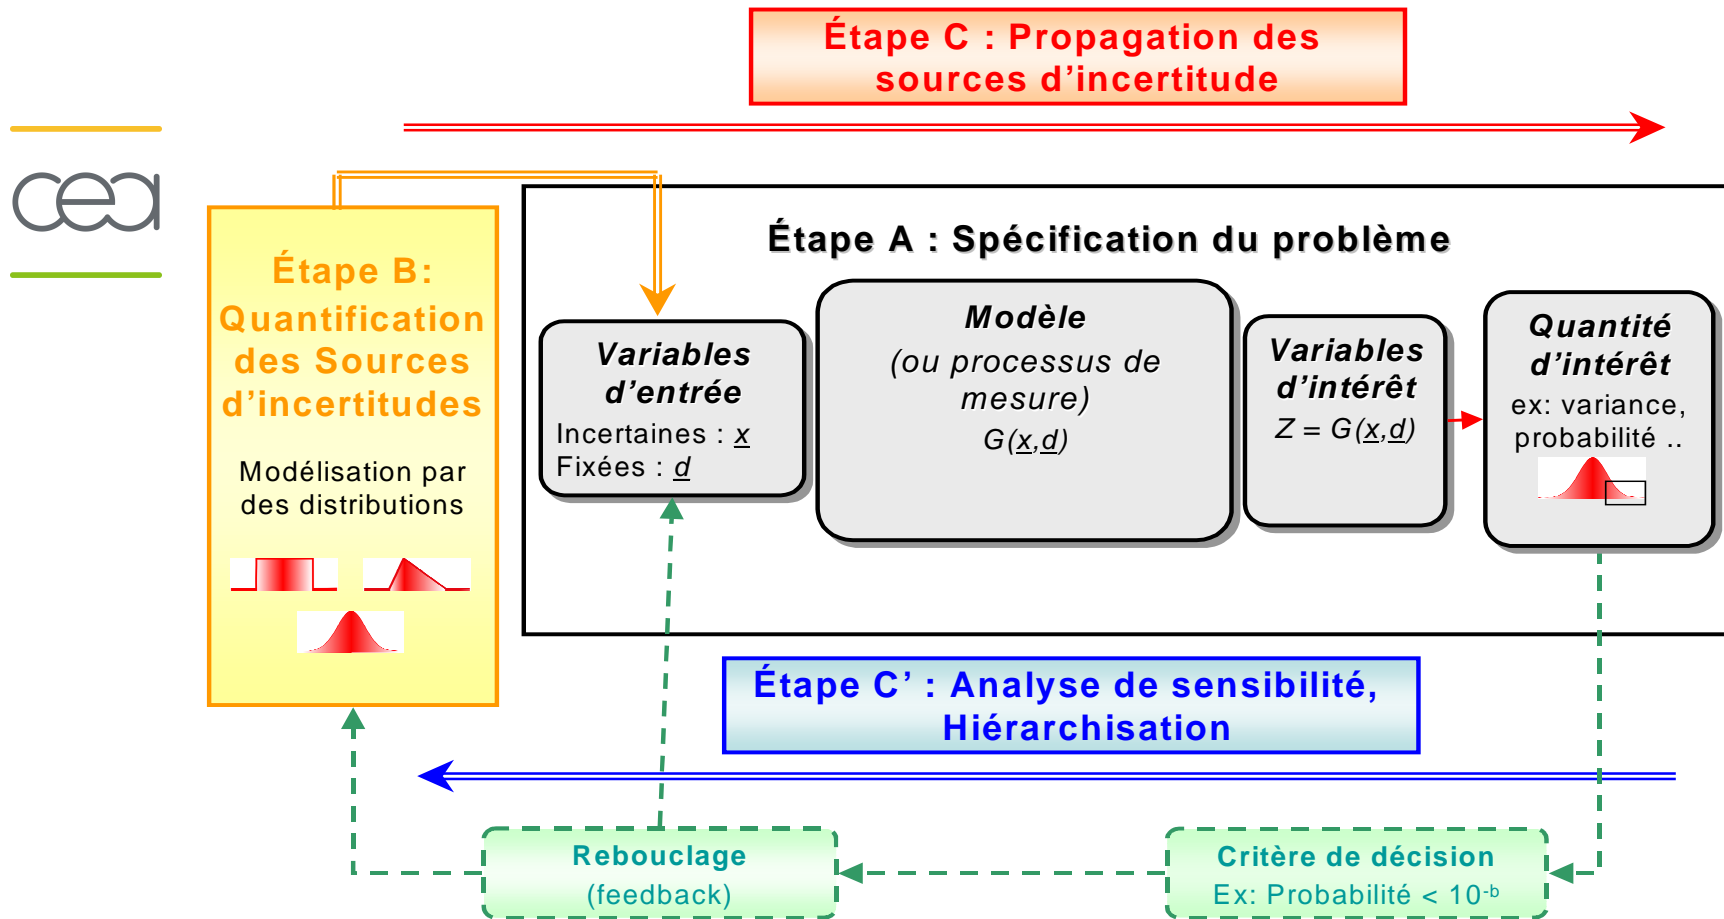 Étape C : Propagation des
sources d’incertitude
cea
Étape B:
Quantification
des Sources
d’incertitudes
Modélisation par
des distributions
Étape A : Spécification du problème
Variables
d’entrée
Incertaines : x
Fixées : d
Modèle
(ou processus de
mesure)
G(x,d)
Variables
d’intérêt
Z = G(x,d)
Quantité
d’intérêt
ex: variance,
probabilité ..
Étape C’ : Analyse de sensibilité,
Hiérarchisation
Rebouclage
(feedback)
Critère de décision
Ex: Probabilité < 10⁻ᵇ